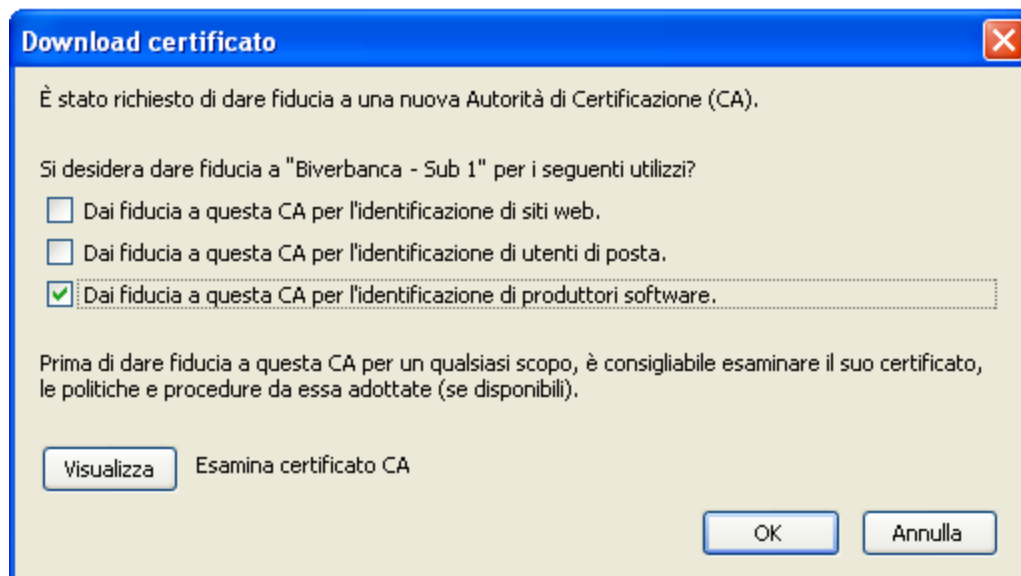 Download certificato
È stato richiesto di dare fiducia a una nuova Autorità di Certificazione (CA).
Si desidera dare fiducia a "Biverbanca - Sub 1" per i seguenti utilizzi?
Dai fiducia a questa CA per l'identificazione di siti web.
Dai fiducia a questa CA per l'identificazione di utenti di posta.
Dai fiducia a questa CA per l'identificazione di produttori software.
Prima di dare fiducia a questa CA per un qualsiasi scopo, è consigliabile esaminare il suo certificato,
le politiche e procedure da essa adottate (se disponibili).
Visualizza Esamina certificato CA
OK Annulla